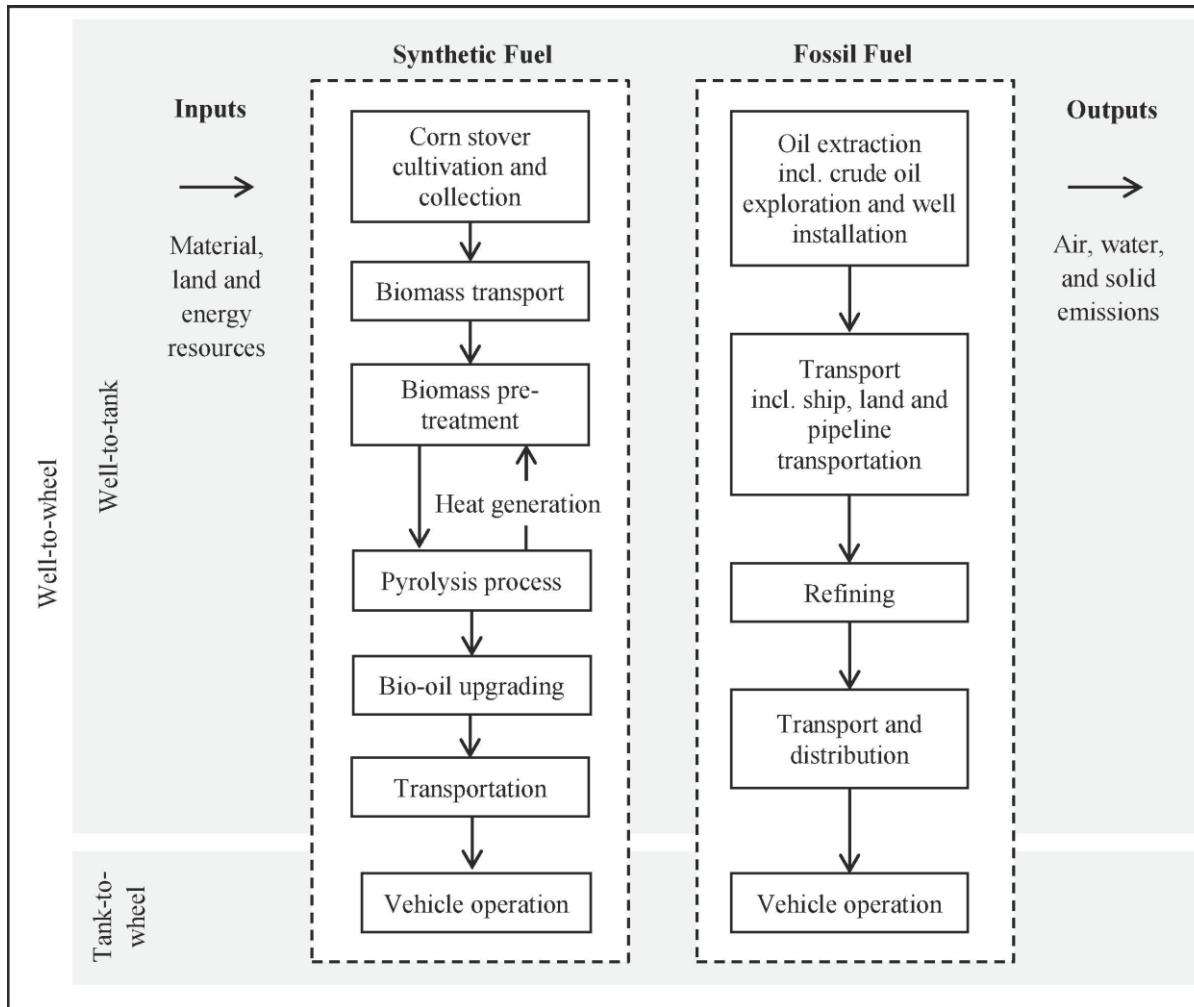 Synthetic Fuel
Fossil Fuel
Inputs
Material,
land and
energy
resources
Corn stover
cultivation and
collection
Biomass transport
Biomass pre-
treatment
Heat generation
Pyrolysis process
Bio-oil upgrading
Transportation
Vehicle operation
Oil extraction
incl. crude oil
exploration and well
installation
Transport
incl. ship, land and
pipeline
transportation
Refining
Transport and
distribution
Vehicle operation
Outputs
Air, water,
and solid
emissions
Well-to-wheel
Well-to-tank
Tank-to-
wheel